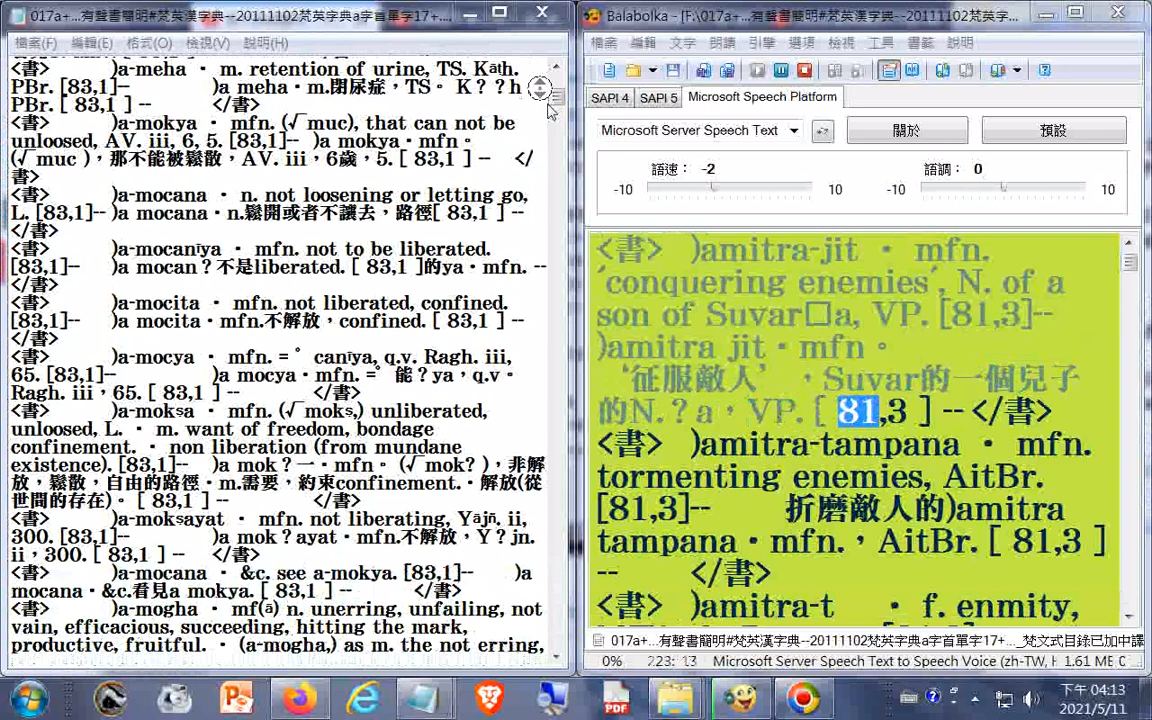 017a+...有聲書簡明#梵英漢字典--20111102梵英字典a字首單字17+...
檔案(F) 編輯(E) 格式(O) 檢視(V) 說明(H)
<書> )a-meha · m. retention of urine, TS. Kāṭh.
PBr. [83,1]-- )a meha · m.閉尿症，TS。 K？？h
PBr. [ 83,1 ] -- </書>
<書> )a-mokya · mfn. (√muc), that can not be
unloosed, AV. iii, 6, 5. [83,1]-- )a mokya · mfn。
(√muc )，那不能被鬆散，AV. iii，6歲，5. [ 83,1 ] -- </
書>
<書> )a-mocana · n. not loosening or letting go,
L. [83,1]-- )a mocana · n.鬆開或者不讓去，路徑[ 83,1 ] --
</書>
<書> )a-mocanīya · mfn. not to be liberated.
[83,1]-- )a mocan？不是liberated. [ 83,1 ]的ya · mfn. --
</書>
<書> )a-mocita · mfn. not liberated, confined.
[83,1]-- )a mocita · mfn.不解放，confined. [ 83,1 ] --
</書>
<書> )a-mocya · mfn. = ° canīya, q.v. Ragh. iii,
65. [83,1]-- )a mocya · mfn. =° 能？ya，q.v。
Ragh. iii，65. [ 83,1 ] -- </書>
<書> )a-mokṣa · mfn. (√mokṣ,) unliberated,
unloosed, L. · m. want of freedom, bondage
confinement. · non liberation (from mundane
existence). [83,1]-- )a mok？一 · mfn。 (√mok?)，非解
放，鬆散，自由的路徑 · m.需要，約束confinement. · 解放(從
世間的存在)。 [ 83,1 ] -- </書>
<書> )a-mokṣayat · mfn. not liberating, Yājñ. ii,
300. [83,1]-- )a mok？ayat · mfn.不解放，Y？jn.
ii，300. [ 83,1 ] -- </書>
<書> )a-mocana · &c. see a-mokya. [83,1]-- )a
mocana · &c.看見a mokya. [ 83,1 ] -- </書>
<書> )a-mogha · mf(ā) n. unerring, unfailing, not
vain, efficacious, succeeding, hitting the mark,
productive, fruitful. · (a-mogha,) as m. the not erring,
Balabolka - [F:\017a+...有聲書簡明#梵英漢字典--20111102梵英字...
檔案 編輯 文字 朗讀 引擎 選項 檢視 工具 書籤 說明
SAPI 4 SAPI 5 Microsoft Speech Platform
Microsoft Server Speech Text 關於 預設
語速： -2 語調： 0
-10 10 -10 10
<書> )amitra-jit · mfn.
'conquering enemies', N. of a
son of Suvar□a, VP. [81,3]--
)amitra jit · mfn。
‘征服敵人’，Suvar的一個兒子
的N.？a，VP. [ 81,3 ] -- </書>
<書> )amitra-tampana · mfn.
tormenting enemies, AitBr.
[81,3]-- 折磨敵人的)amitra
tampana · mfn.，AitBr. [ 81,3 ]
-- </書>
<書> )amitra-t · f. enmity,
017a+...有聲書簡明#梵英漢字典--20111102梵英字典a字首單字17+..._梵文式目錄已加中譯
0% 223: 13 Microsoft Server Speech Text to Speech Voice (zh-TW, H 1.61 MB
下午 04:13
2021/5/11